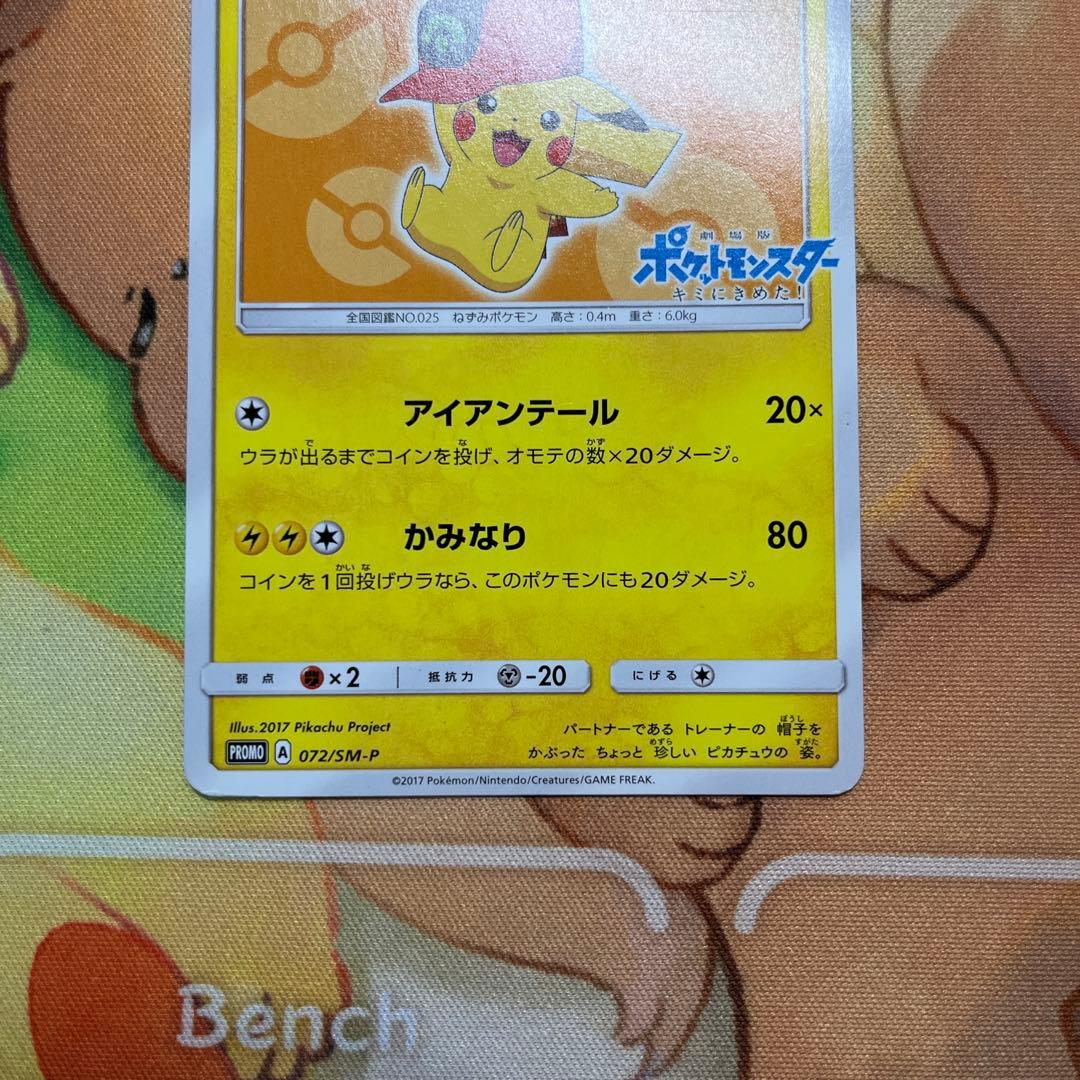 劇場版
ポケットモンスター
キミにきめた!
全国図鑑NO.025 ねずみポケモン 高さ:0.4m 重さ:6.0kg
アイアンテール 20×
ウラが出るまでコインを投げ、オモテの数×20ダメージ。
かみなり 80
コインを1回投げウラなら、このポケモンにも20ダメージ。
弱点 ×2 抵抗力 -20 にげる
Illus.2017 Pikachu Project
PROMO A 072/SM-P
パートナーである トレーナーの 帽子を
かぶった ちょっと 珍しい ピカチュウの 姿。
©2017 Pokémon/Nintendo/Creatures/GAME FREAK.
Bench